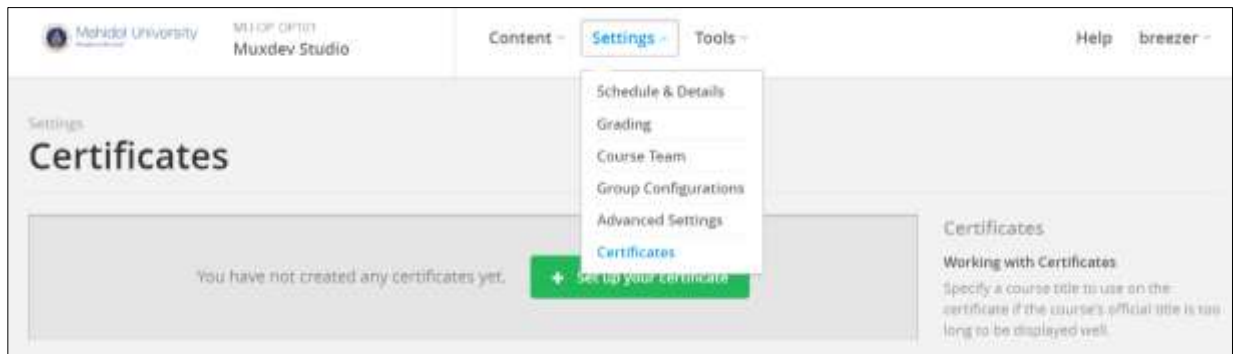 Mahidol University
Muxdev Studio
Content
Settings
Tools
Help
breezer
Schedule & Details
Grading
Course Team
Group Configurations
Advanced Settings
Certificates
Settings
Certificates
You have not created any certificates yet.
+ Set up your certificate
Certificates
Working with Certificates
Specify a course title to use on the
certificate if the course's official title is too
long to be displayed well.